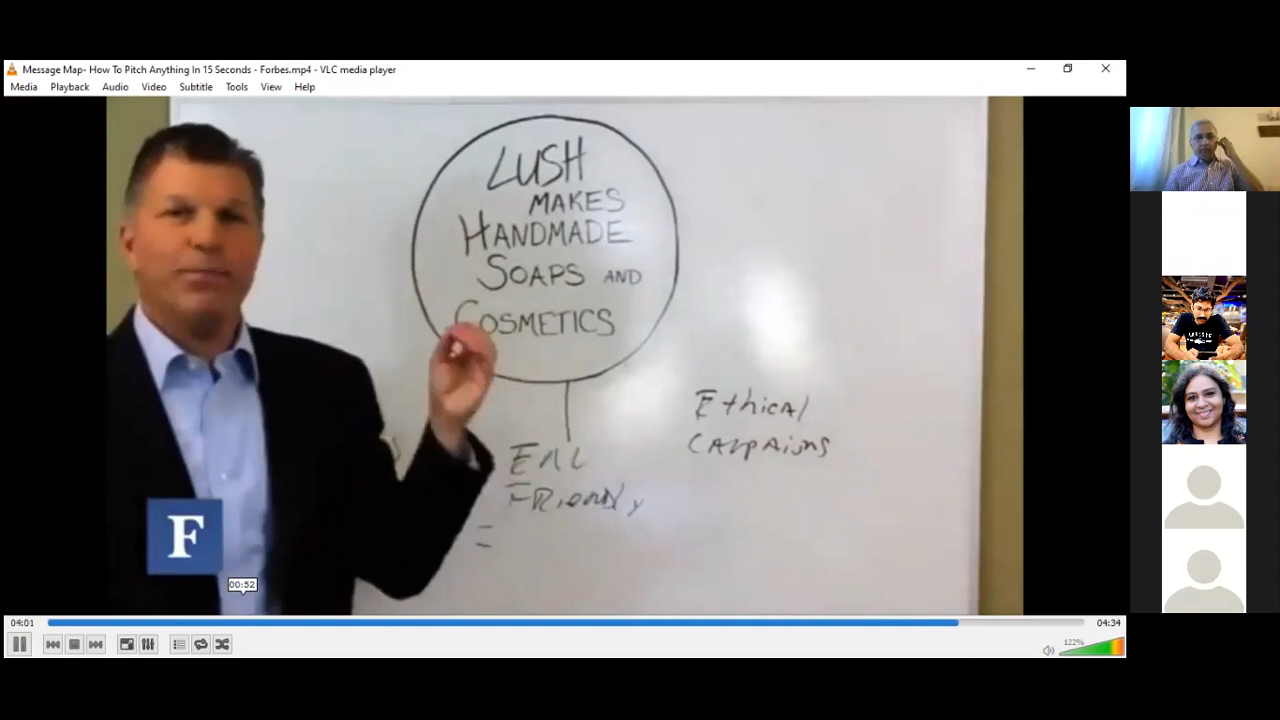 Message Map- How To Pitch Anything In 15 Seconds - Forbes.mp4 - VLC media player
Media Playback Audio Video Subtitle Tools View Help
LUSH
MAKES
HANDMADE
SOAPS AND
COSMETICS
Ethical
CAMpAigns
FRiendly
F
00:52
04:01
04:34
122%